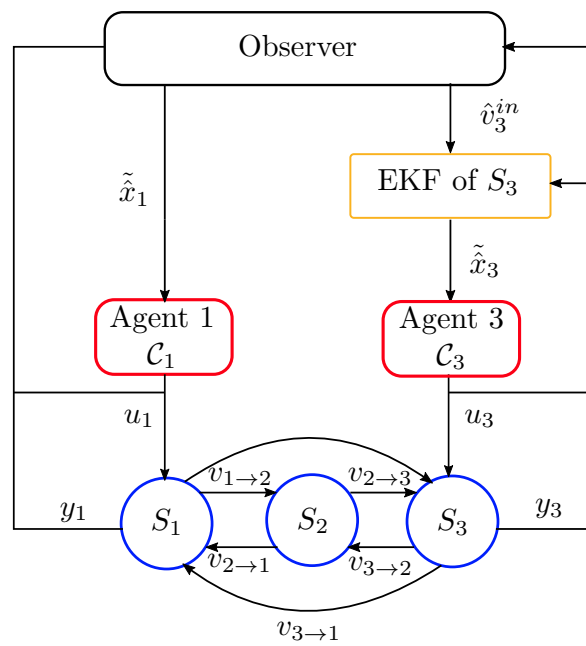 Observer
$\hat{v}_3^{in}$
EKF of $S_3$
$\tilde{\hat{x}}_1$
$\tilde{\hat{x}}_3$
Agent 1
$\mathcal{C}_1$
Agent 3
$\mathcal{C}_3$
$u_1$
$u_3$
$v_{1 \to 2}$
$v_{2 \to 3}$
$y_1$
$S_1$
$S_2$
$S_3$
$y_3$
$v_{2 \to 1}$
$v_{3 \to 2}$
$v_{3 \to 1}$